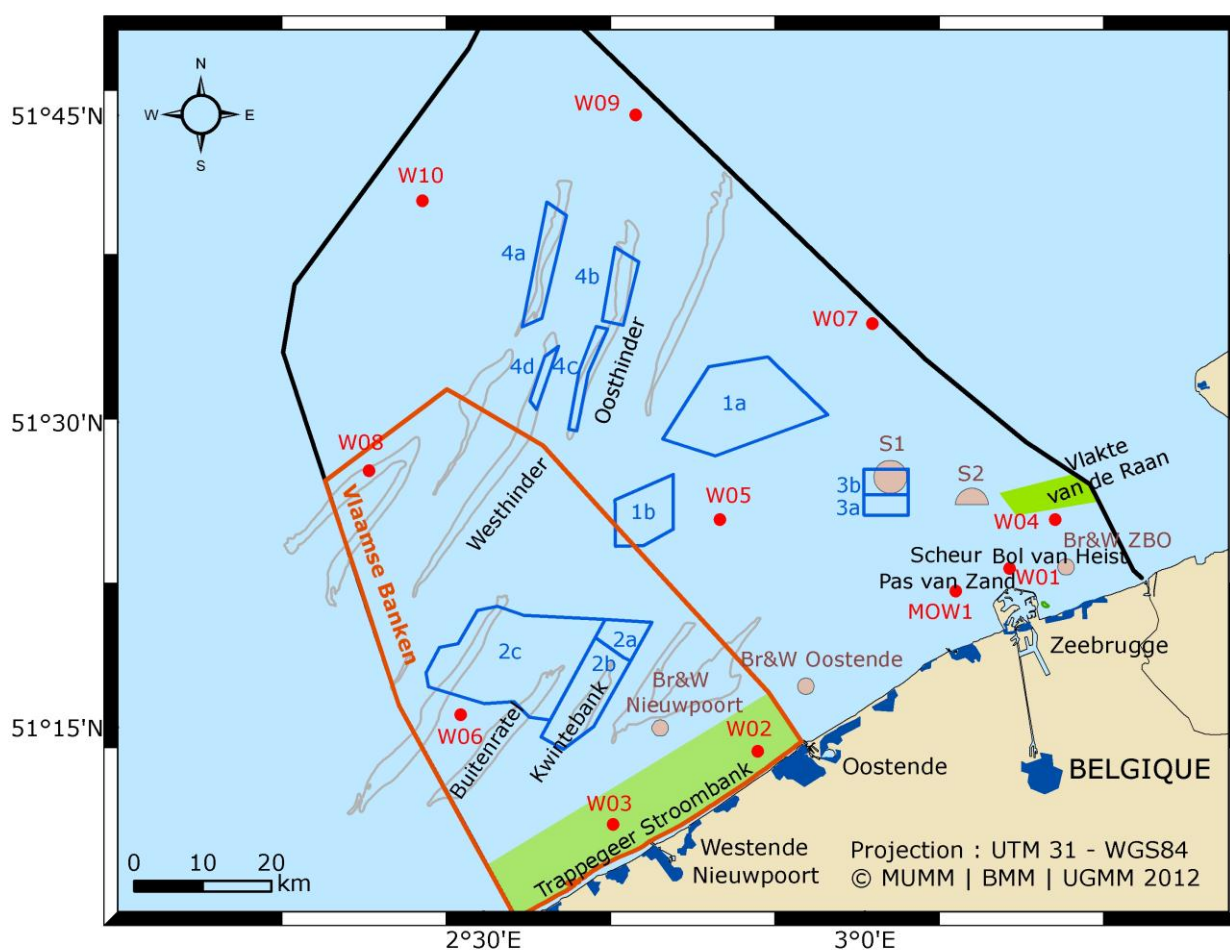 N
W
E
S
51°45'N
51°30'N
51°15'N
W09
W10
4a
4b
W07
4d
4c
Oosthinder
1a
W08
S1
S2
Vlakte
van de Raan
3b
3a
1b
W05
W04
Westhinder
Vlaamse Banken
Br&W ZBO
Scheur
Bol van Heist
W01
Pas van Zand
MOW1
Zeebrugge
2c
2a
2b
Br&W
Nieuwpoort
Br&W Oostende
W06
Buitenratel
Kwintebank
W02
Oostende
BELGIQUE
W03
Trappegeer Stroombank
Westende
Nieuwpoort
Projection : UTM 31 - WGS84
© MUMM | BMM | UGMM 2012
0 10 20
km
2°30'E
3°0'E